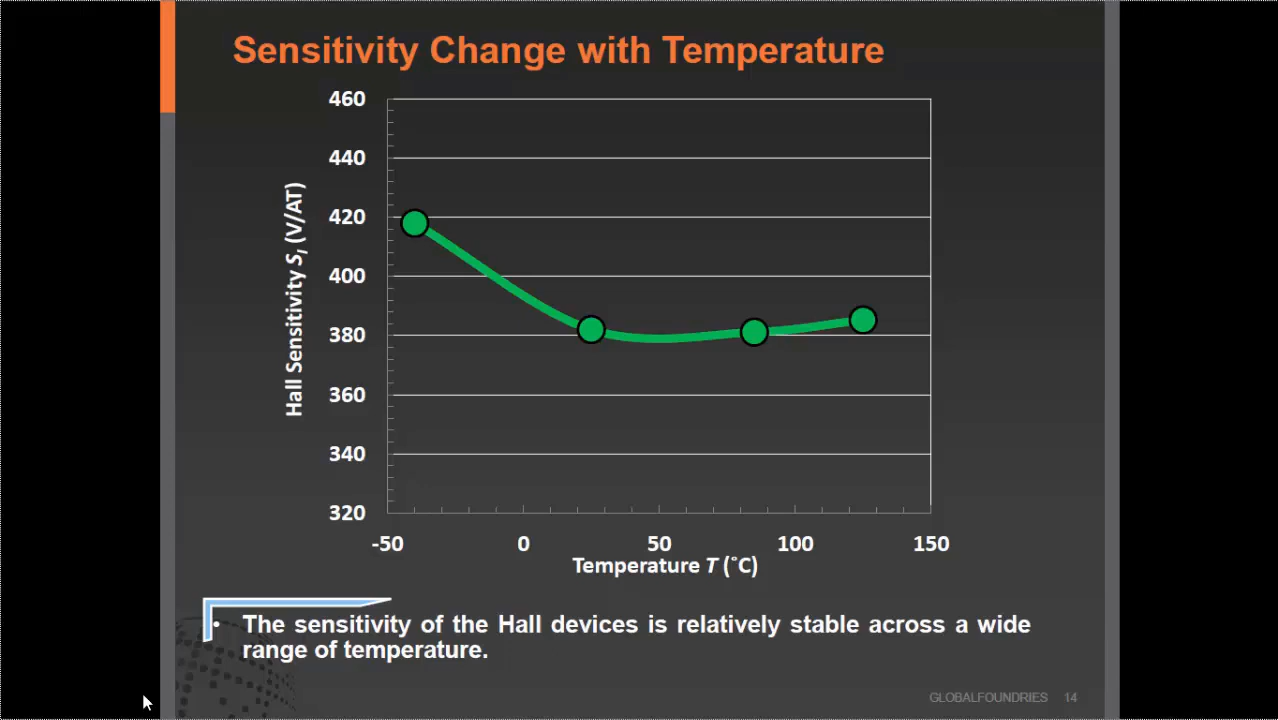 Sensitivity Change with Temperature
460
440
420
400
380
360
340
320
Hall Sensitivity SI (V/AT)
-50 0 50 100 150
Temperature T (˚C)
• The sensitivity of the Hall devices is relatively stable across a wide
range of temperature.
GLOBALFOUNDRIES 14